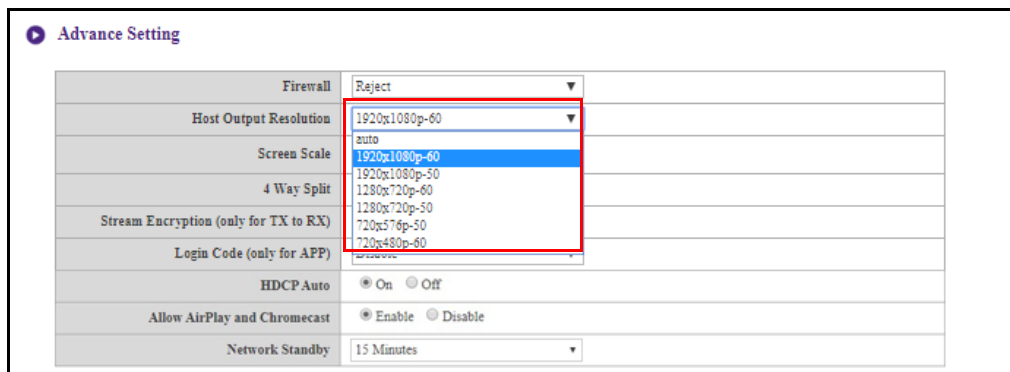 Advance Setting
Firewall Reject
Host Output Resolution 1920x1080p-60
auto
Screen Scale 1920x1080p-60
1920x1080p-50
4 Way Split 1280x720p-60
1280x720p-50
Stream Encryption (only for TX to RX) 720x576p-50
720x480p-60
Login Code (only for APP)
HDCP Auto On Off
Allow AirPlay and Chromecast Enable Disable
Network Standby 15 Minutes